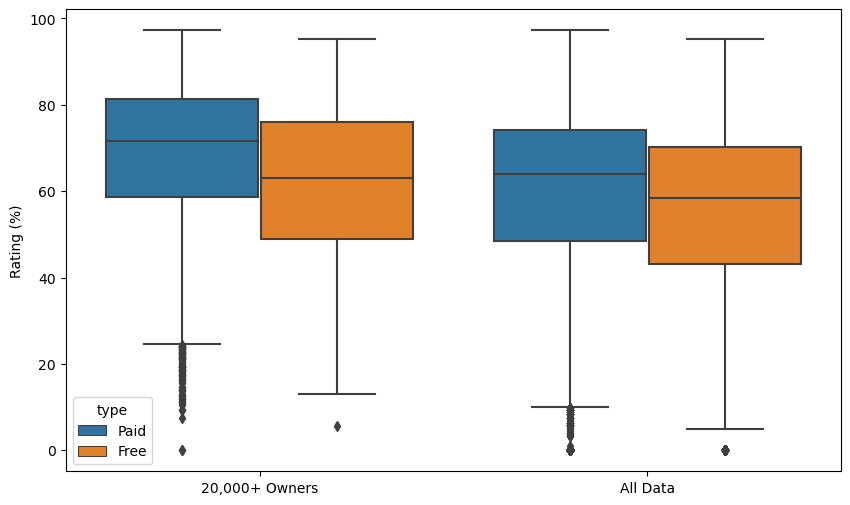 100
80
60
40
20
0
Rating (%)
type
Paid
Free
20,000+ Owners
All Data